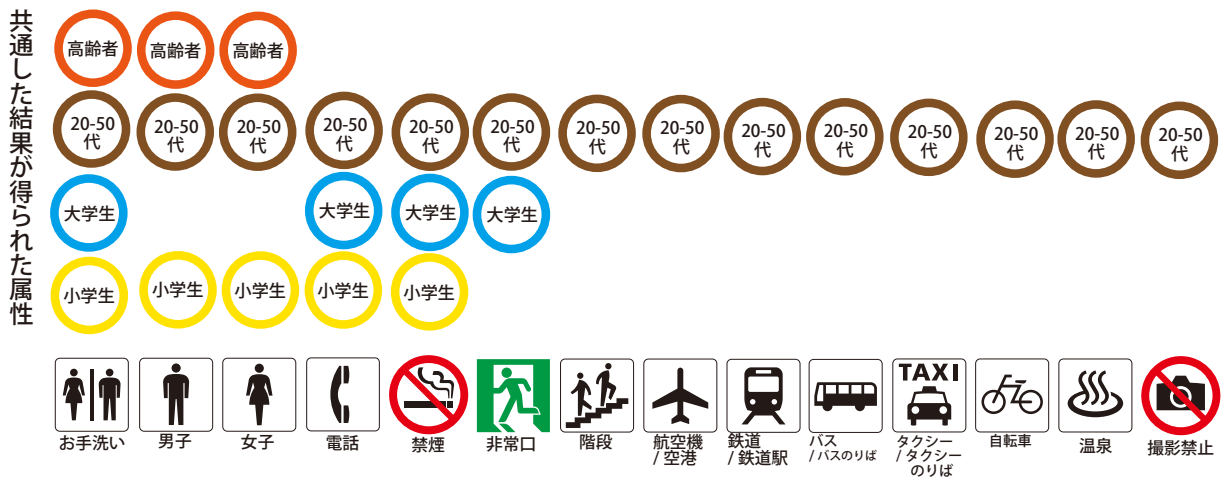 共通した結果が得られた属性
高齢者 高齢者 高齢者
20-50代 20-50代 20-50代 20-50代 20-50代 20-50代 20-50代 20-50代 20-50代 20-50代 20-50代 20-50代 20-50代 20-50代
大学生 大学生 大学生 大学生
小学生 小学生 小学生 小学生 小学生
TAXI
お手洗い
男子
女子
電話
禁煙
非常口
階段
航空機
/ 空港
鉄道
/ 鉄道駅
バス
/ バスのりば
タクシー
/ タクシー
のりば
自転車
温泉
撮影禁止